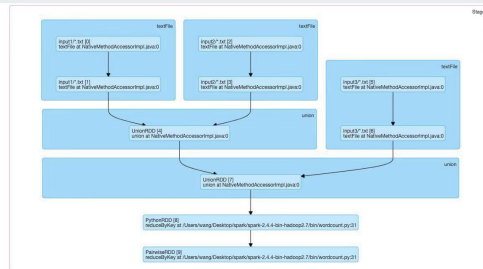 Stage
textFile
input1/*.txt [0]
textFile at NativeMethodAccessorImpl.java:0
input1/*.txt [1]
textFile at NativeMethodAccessorImpl.java:0
textFile
input2/*.txt [2]
textFile at NativeMethodAccessorImpl.java:0
input2/*.txt [3]
textFile at NativeMethodAccessorImpl.java:0
textFile
input3/*.txt [5]
textFile at NativeMethodAccessorImpl.java:0
input3/*.txt [6]
textFile at NativeMethodAccessorImpl.java:0
union
UnionRDD [4]
union at NativeMethodAccessorImpl.java:0
union
UnionRDD [7]
union at NativeMethodAccessorImpl.java:0
PythonRDD [8]
reduceByKey at /Users/wang/Desktop/spark/spark-2.4.4-bin-hadoop2.7/bin/wordcount.py:31
PairwiseRDD [9]
reduceByKey at /Users/wang/Desktop/spark/spark-2.4.4-bin-hadoop2.7/bin/wordcount.py:31